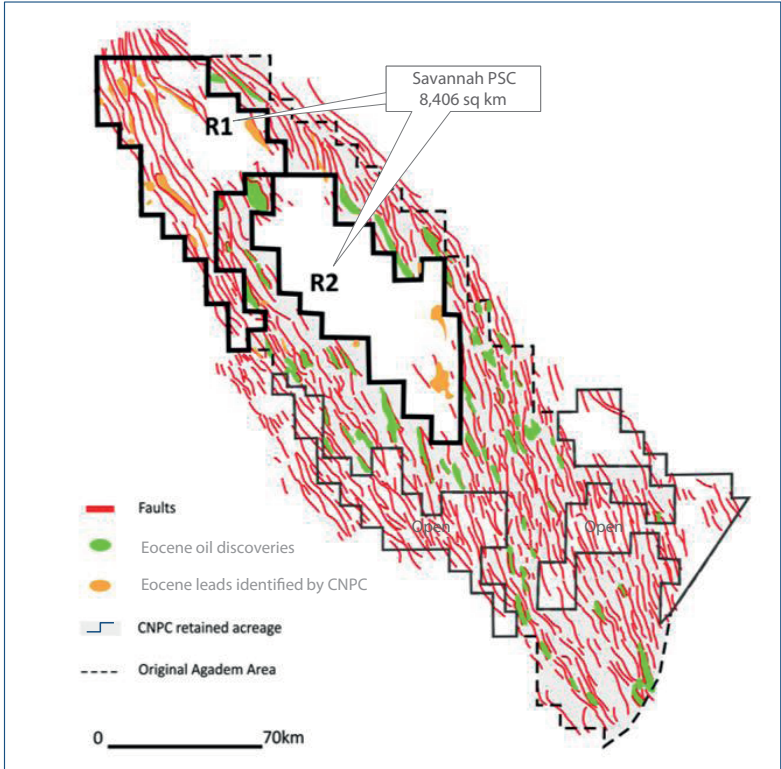 Savannah PSC
8,406 sq km
R1
R2
Open
Open
Faults
Eocene oil discoveries
Eocene leads identified by CNPC
CNPC retained acreage
Original Agadem Area
0 70km